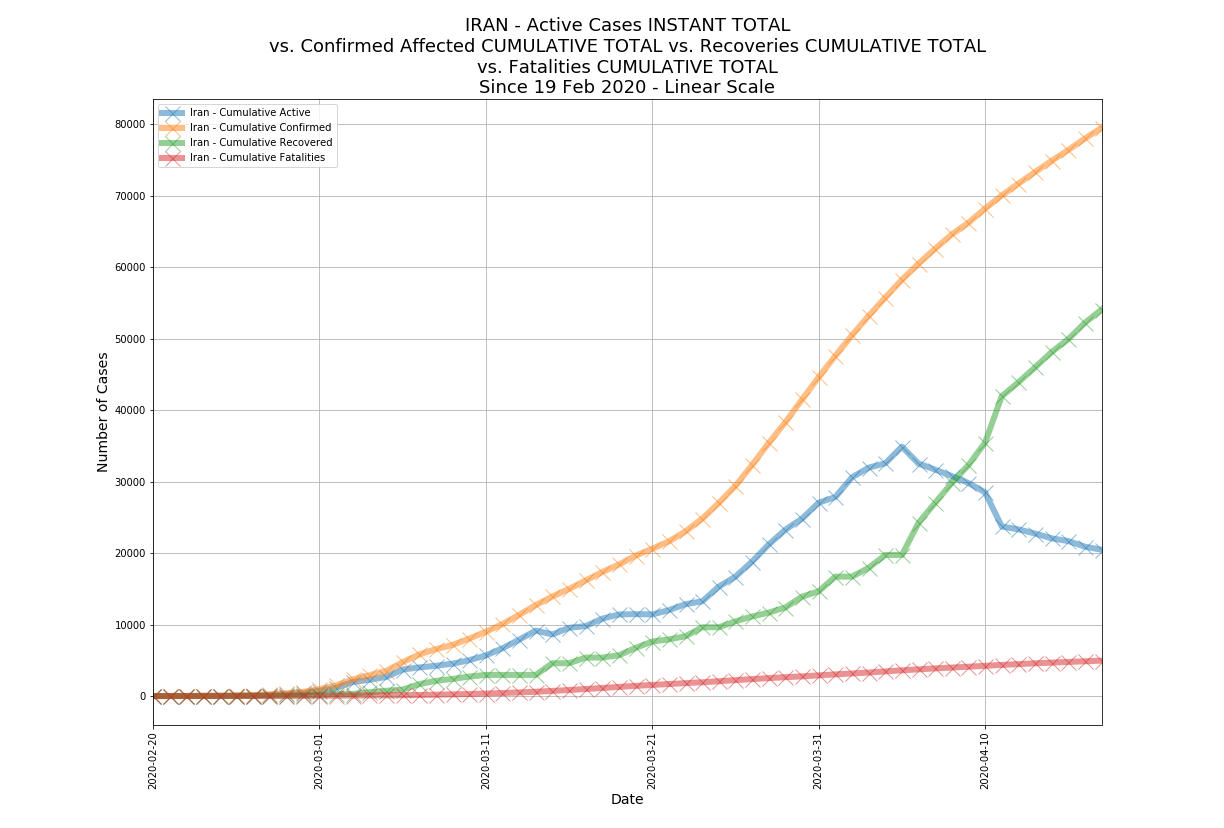 IRAN - Active Cases INSTANT TOTAL
vs. Confirmed Affected CUMULATIVE TOTAL vs. Recoveries CUMULATIVE TOTAL
vs. Fatalities CUMULATIVE TOTAL
Since 19 Feb 2020 - Linear Scale
Iran - Cumulative Active
Iran - Cumulative Confirmed
Iran - Cumulative Recovered
Iran - Cumulative Fatalities
Number of Cases
80000
70000
60000
50000
40000
30000
20000
10000
0
2020-02-20
2020-03-01
2020-03-11
2020-03-21
2020-03-31
2020-04-10
Date